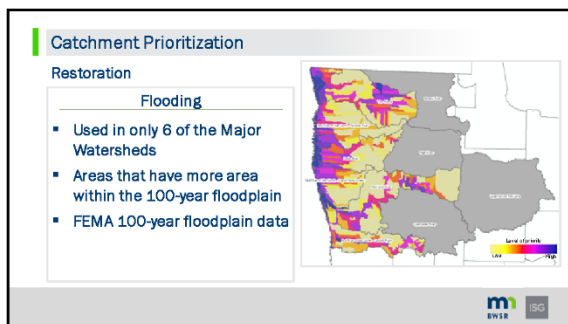 Catchment Prioritization
Restoration
Flooding
▪ Used in only 6 of the Major
Watersheds
▪ Areas that have more area
within the 100-year floodplain
▪ FEMA 100-year floodplain data
Low
High
mn
BWSR
ISG